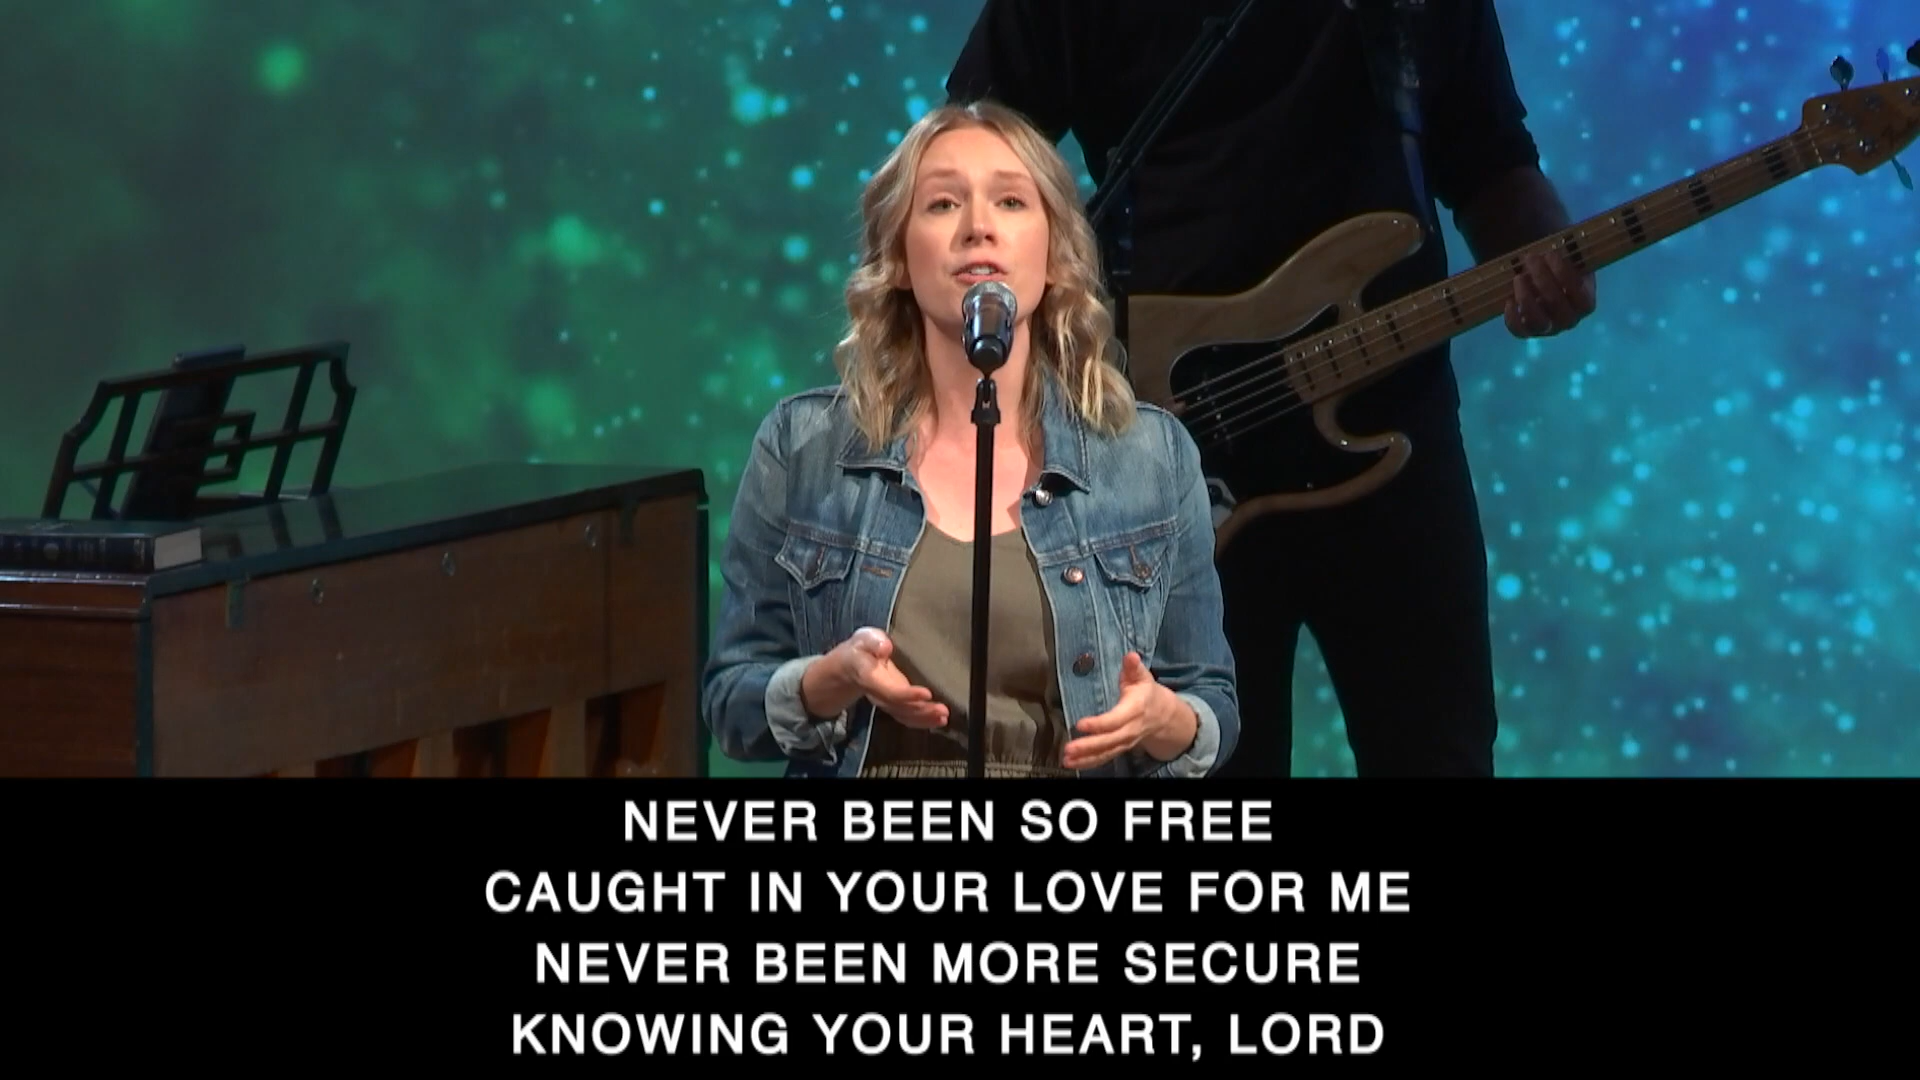 NEVER BEEN SO FREE
CAUGHT IN YOUR LOVE FOR ME
NEVER BEEN MORE SECURE
KNOWING YOUR HEART, LORD